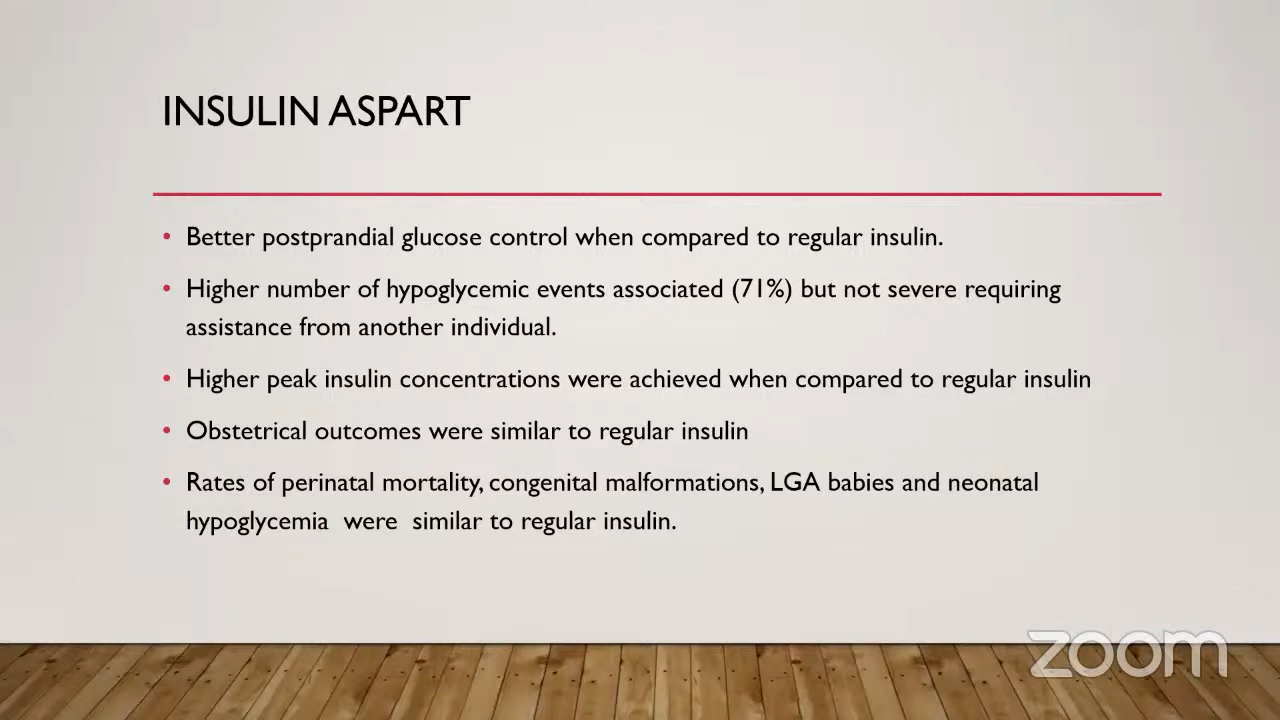 INSULIN ASPART
• Better postprandial glucose control when compared to regular insulin.
• Higher number of hypoglycemic events associated (71%) but not severe requiring
assistance from another individual.
• Higher peak insulin concentrations were achieved when compared to regular insulin
• Obstetrical outcomes were similar to regular insulin
• Rates of perinatal mortality, congenital malformations, LGA babies and neonatal
hypoglycemia  were  similar to regular insulin.
zoom